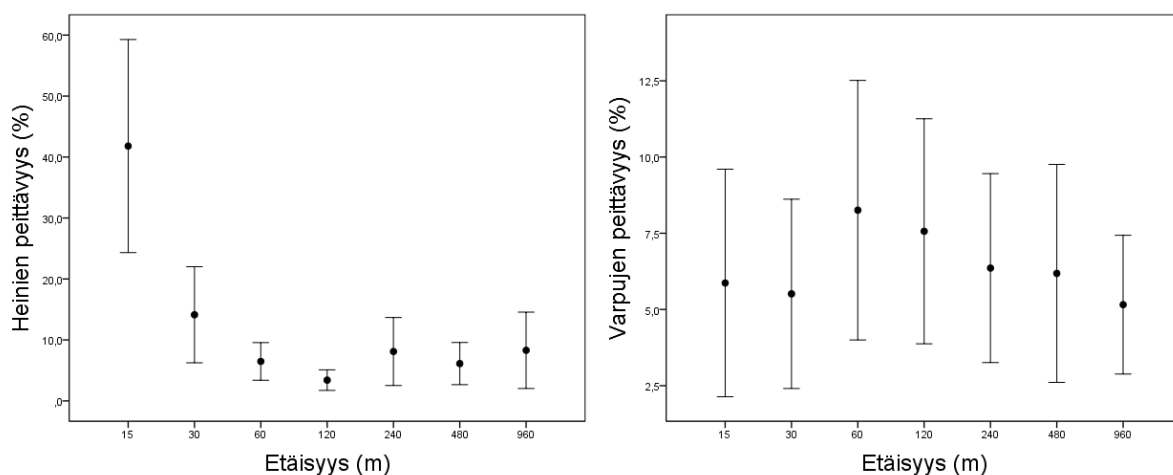 Heinien peittävyys (%)
60,0
50,0
40,0
30,0
20,0
10,0
,0
15 30 60 120 240 480 960
Etäisyys (m)
Varpujen peittävyys (%)
12,5
10,0
7,5
5,0
2,5
15 30 60 120 240 480 960
Etäisyys (m)